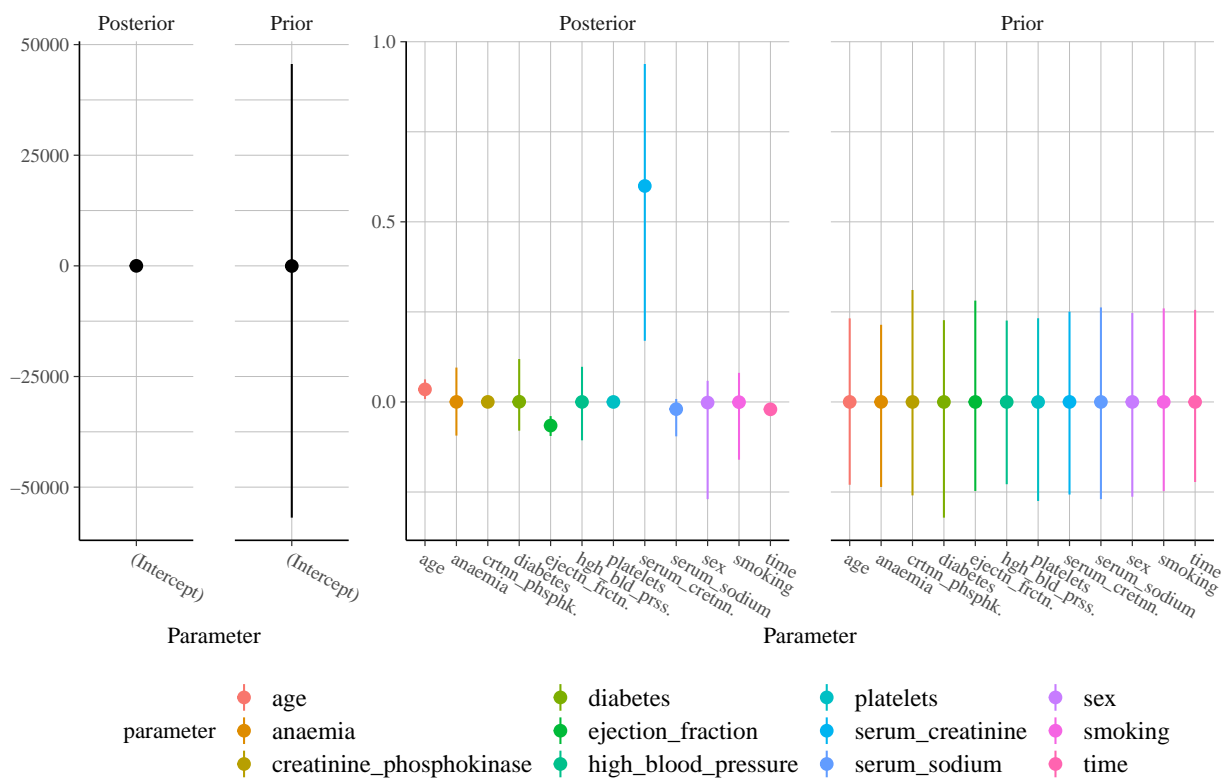 Posterior Prior Posterior Prior
50000
25000
0
−25000
−50000
1.0
0.5
0.0
(Intercept) (Intercept)
age anaemia crtnn_phsphk. diabetes ejectn_frctn. hgh_bld_prss. platelets serum_cretnn. serum_sodium sex smoking time
age anaemia crtnn_phsphk. diabetes ejectn_frctn. hgh_bld_prss. platelets serum_cretnn. serum_sodium sex smoking time
Parameter Parameter
age diabetes platelets sex
parameter anaemia ejection_fraction serum_creatinine smoking
creatinine_phosphokinase high_blood_pressure serum_sodium time